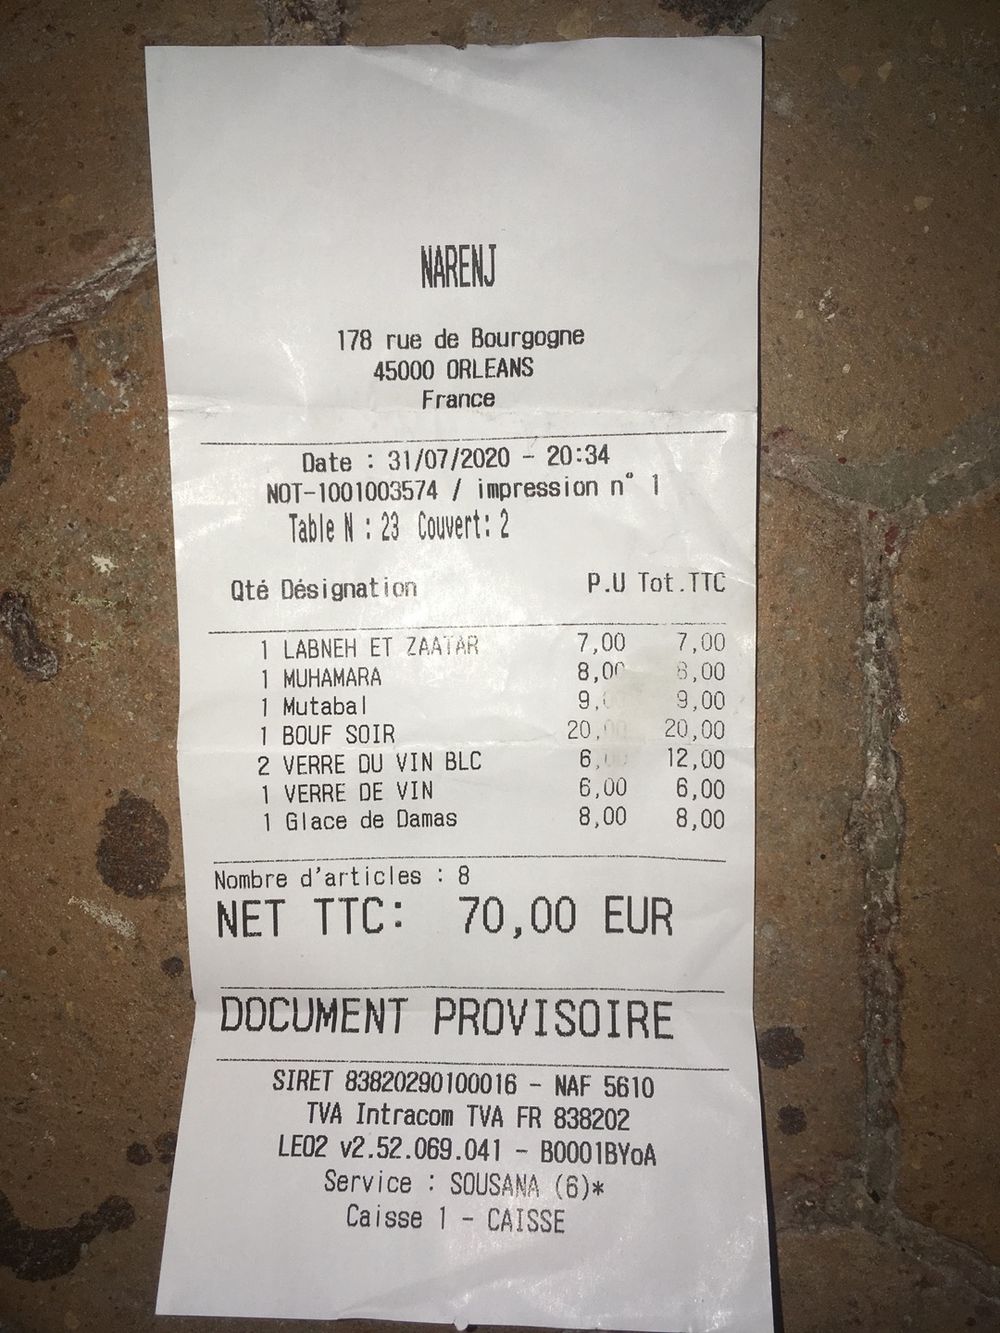 NARENJ
178 rue de Bourgogne
45000 ORLEANS
France
Date : 31/07/2020 - 20:34
NOT-1001003574 / impression n° 1
Table N : 23 Couvert: 2
Qté Désignation P.U Tot.TTC
1 LABNEH ET ZAATAR 7,00 7,00
1 MUHAMARA 8,00 8,00
1 Mutabal 9,00 9,00
1 BOUF SOIR 20,00 20,00
2 VERRE DU VIN BLC 6,00 12,00
1 VERRE DE VIN 6,00 6,00
1 Glace de Damas 8,00 8,00
Nombre d'articles : 8
NET TTC: 70,00 EUR
DOCUMENT PROVISOIRE
SIRET 83820290100016 - NAF 5610
TVA Intracom TVA FR 838202
LEO2 v2.52.069.041 - B0001BYoA
Service : SOUSANA (6)*
Caisse 1 - CAISSE